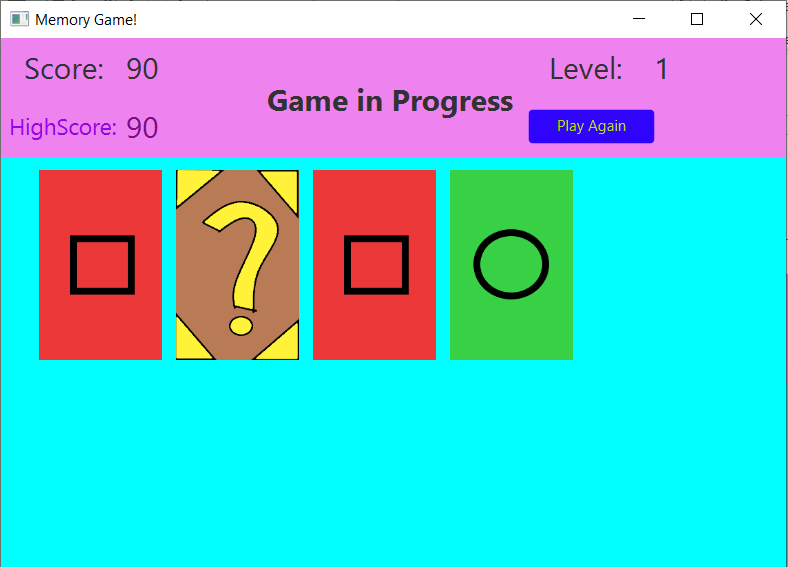 Memory Game!
Score: 90
Level: 1
Game in Progress
HighScore: 90
Play Again
?